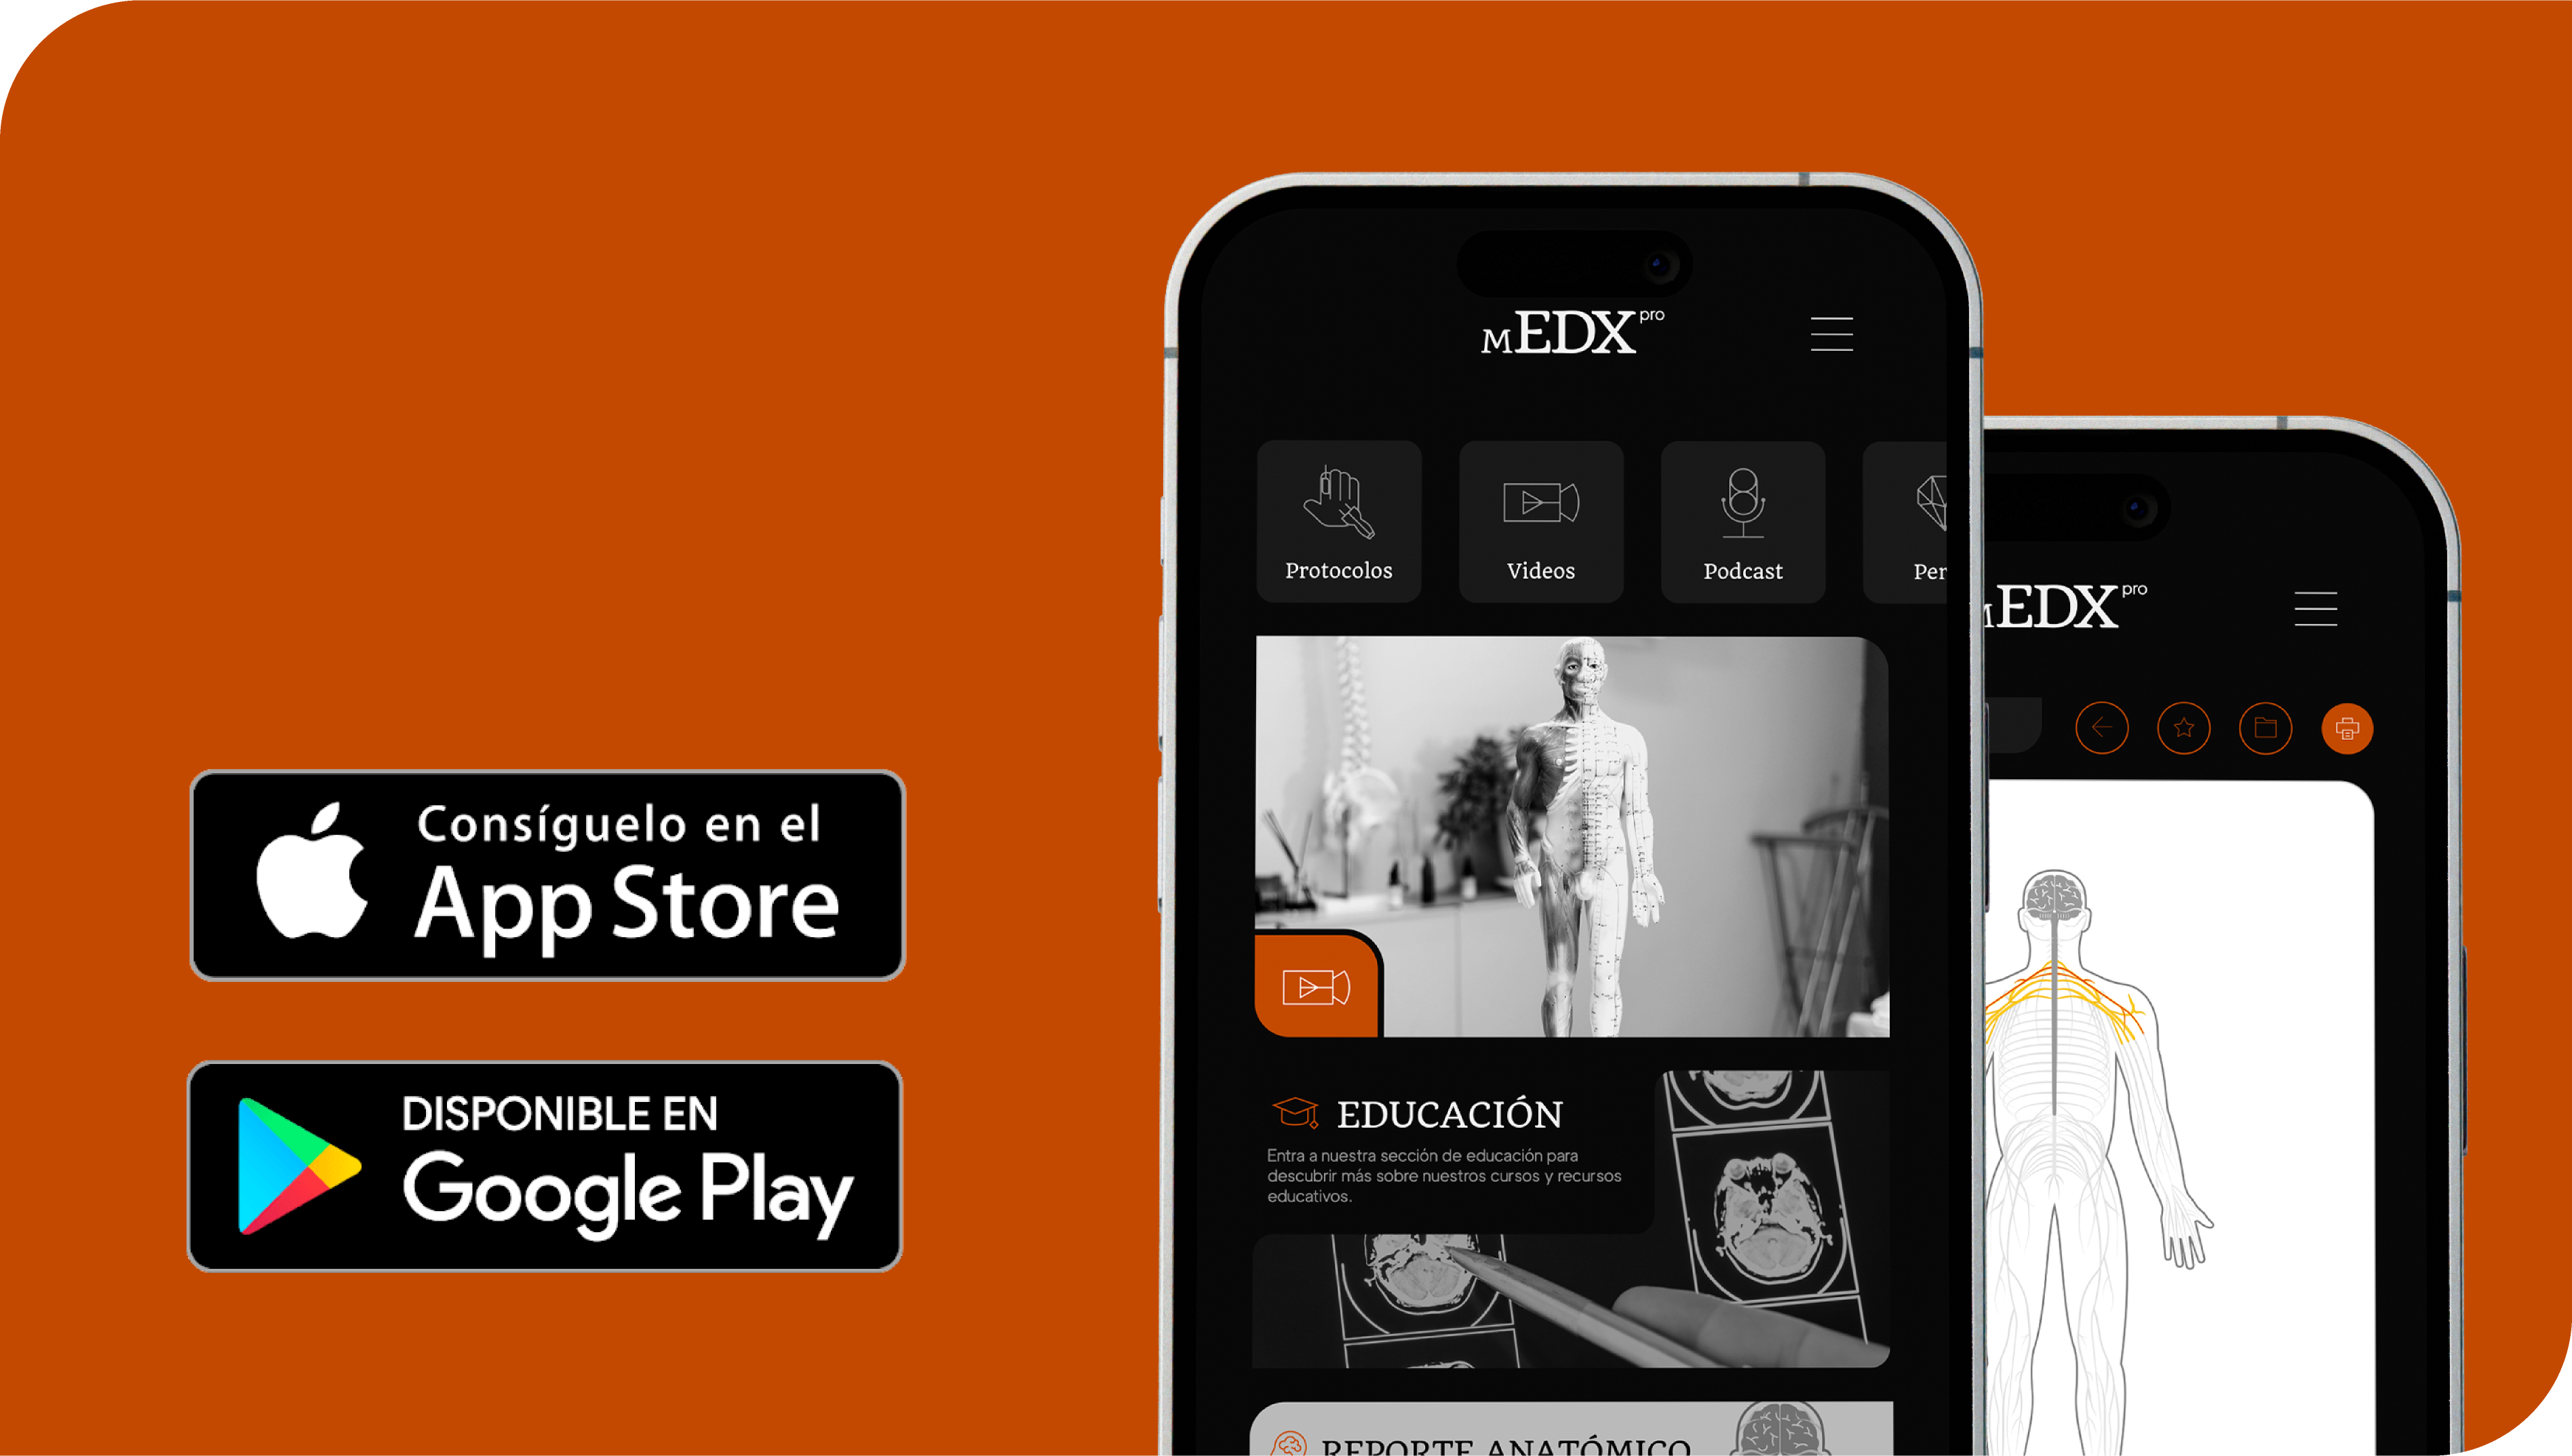 Consíguelo en el
App Store
DISPONIBLE EN
Google Play
MEDX pro
Protocolos
Videos
Podcast
EDUCACIÓN
Entra a nuestra sección de educación para
descubrir más sobre nuestros cursos y recursos
educativos.
REPORTE ANATÓMICO
EDX pro